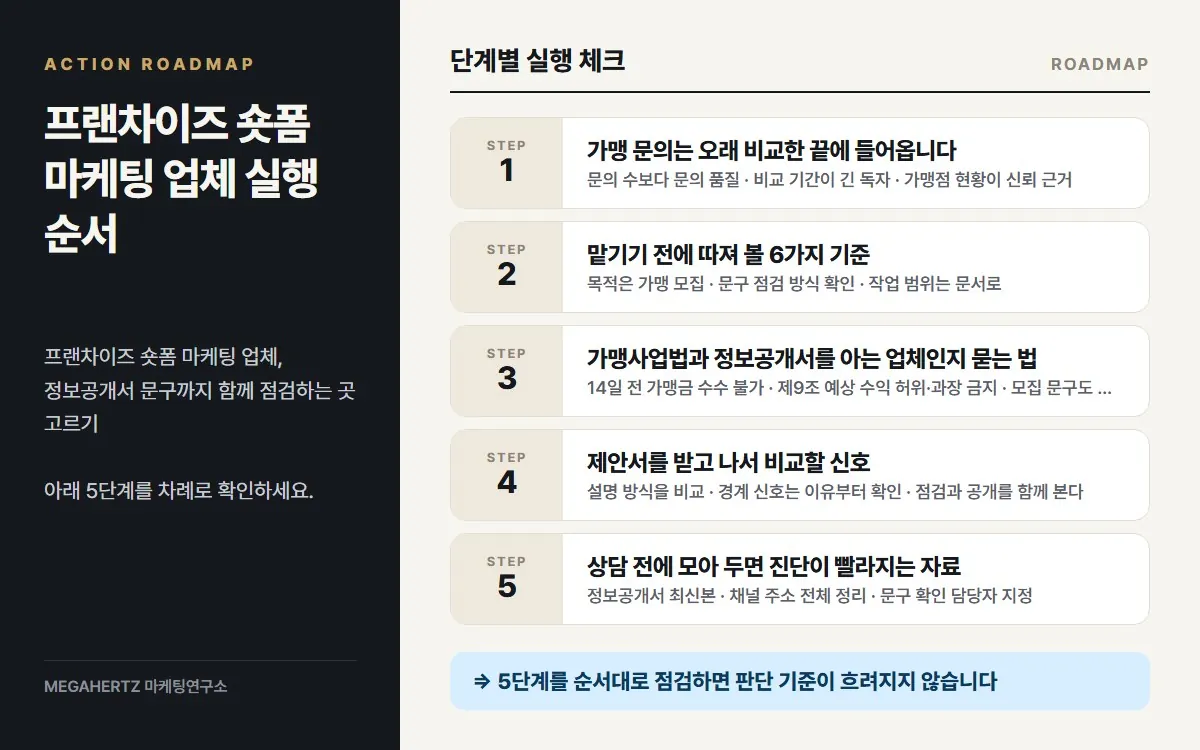 ACTION ROADMAP
프랜차이즈 숏폼
마케팅 업체 실행
순서
프랜차이즈 숏폼 마케팅 업체,
정보공개서 문구까지 함께 점검하는 곳
고르기
아래 5단계를 차례로 확인하세요.
MEGAHERTZ 마케팅연구소
단계별 실행 체크
ROADMAP
STEP
1
가맹 문의는 오래 비교한 끝에 들어옵니다
문의 수보다 문의 품질 · 비교 기간이 긴 독자 · 가맹점 현황이 신뢰 근거
STEP
2
맡기기 전에 따져 볼 6가지 기준
목적은 가맹 모집 · 문구 점검 방식 확인 · 작업 범위는 문서로
STEP
3
가맹사업법과 정보공개서를 아는 업체인지 묻는 법
14일 전 가맹금 수수 불가 · 제9조 예상 수익 허위·과장 금지 · 모집 문구도 ...
STEP
4
제안서를 받고 나서 비교할 신호
설명 방식을 비교 · 경계 신호는 이유부터 확인 · 점검과 공개를 함께 본다
STEP
5
상담 전에 모아 두면 진단이 빨라지는 자료
정보공개서 최신본 · 채널 주소 전체 정리 · 문구 확인 담당자 지정
→ 5단계를 순서대로 점검하면 판단 기준이 흐려지지 않습니다